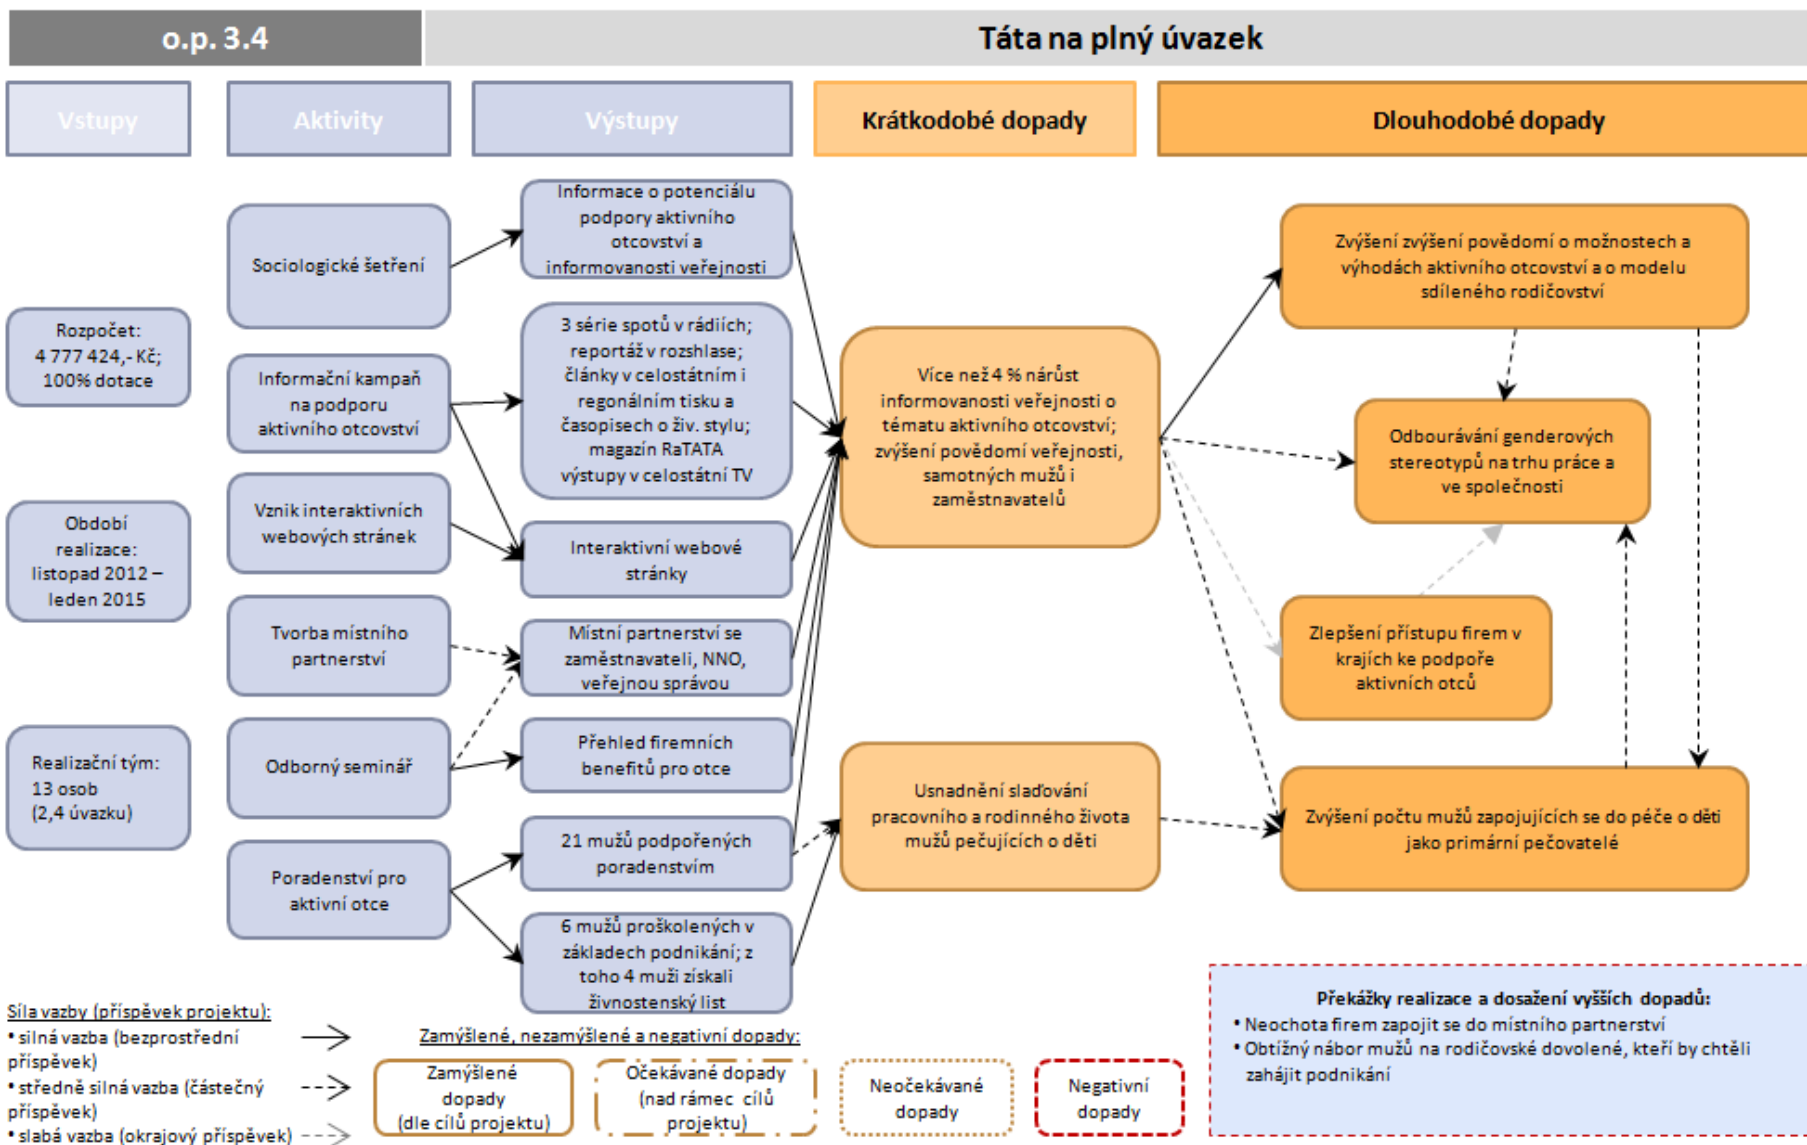 o.p. 3.4
Táta na plný úvazek
Vstupy
Aktivity
Výstupy
Krátkodobé dopady
Dlouhodobé dopady
Rozpočet:
4 777 424,- Kč;
100% dotace
Období
realizace:
listopad 2012 –
leden 2015
Realizační tým:
13 osob
(2,4 úvazku)
Sociologické šetření
Informační kampaň
na podporu
aktivního otcovství
Vznik interaktivních
webových stránek
Tvorba místního
partnerství
Odborný seminář
Poradenství pro
aktivní otce
Informace o potenciálu
podpory aktivního
otcovství a
informovanosti veřejnosti
3 série spotů v rádiích;
reportáž v rozshlase;
články v celostátním i
regonálním tisku a
časopisech o živ. stylu;
magazín RaTATA
výstupy v celostátní TV
Interaktivní webové
stránky
Místní partnerství se
zaměstnavateli, NNO,
veřejnou správou
Přehled firemních
benefitů pro otce
21 mužů podpořených
poradenstvím
6 mužů proškolených v
základech podnikání; z
toho 4 muži získali
živnostenský list
Více než 4 % nárůst
informovanosti veřejnosti o
tématu aktivního otcovství;
zvýšení povědomí veřejnosti,
samotných mužů i
zaměstnavatelů
Usnadnění slaďování
pracovního a rodinného života
mužů pečujících o děti
Zvýšení zvýšení povědomí o možnostech a
výhodách aktivního otcovství a o modelu
sdíleného rodičovství
Odbourávání genderových
stereotypů na trhu práce a
ve společnosti
Zlepšení přístupu firem v
krajích ke podpoře
aktivních otců
Zvýšení počtu mužů zapojujících se do péče o děti
jako primární pečovatelé
Síla vazby (příspěvek projektu):
• silná vazba (bezprostřední
příspěvek)
• středně silná vazba (částečný
příspěvek)
• slabá vazba (okrajový příspěvek)
Zamýšlené, nezamýšlené a negativní dopady:
Zamýšlené
dopady
(dle cílů projektu)
Očekávané dopady
(nad rámec cílů
projektu)
Neočekávané
dopady
Negativní
dopady
Překážky realizace a dosažení vyšších dopadů:
• Neochota firem zapojit se do místního partnerství
• Obtížný nábor mužů na rodičovské dovolené, kteří by chtěli
zahájit podnikání